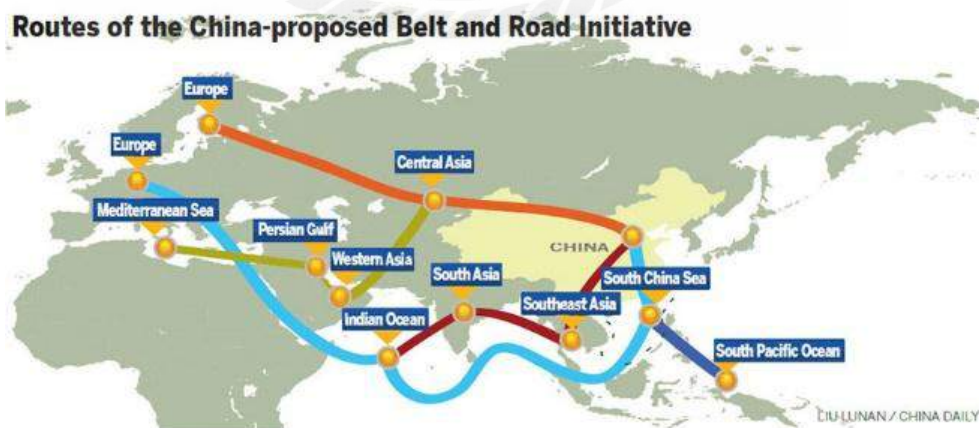 Routes of the China-proposed Belt and Road Initiative
Europe
Europe
Central Asia
Mediterranean Sea
Persian Gulf
Western Asia
CHINA
South Asia
South China Sea
Southeast Asia
Indian Ocean
South Pacific Ocean
LIU LUNAN / CHINA DAILY